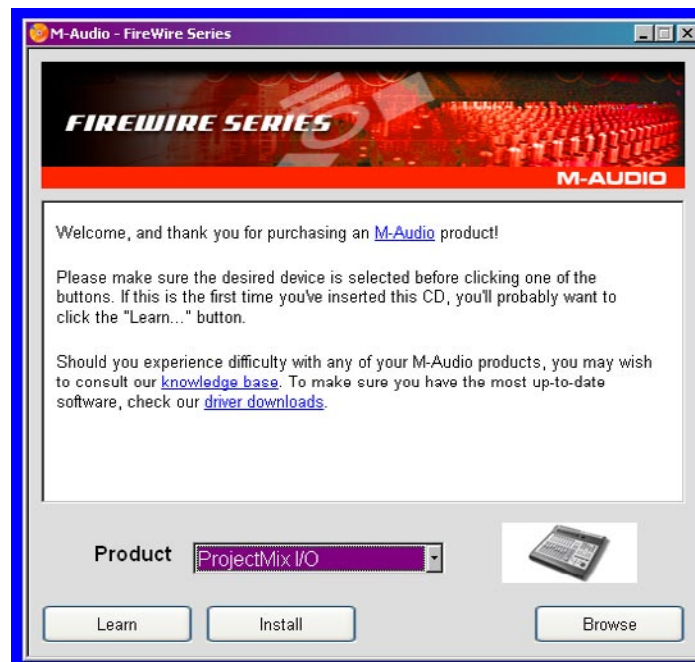 M-Audio - FireWire Series
FIREWIRE SERIES
M-AUDIO
Welcome, and thank you for purchasing an M-Audio product!
Please make sure the desired device is selected before clicking one of the
buttons. If this is the first time you've inserted this CD, you'll probably want to
click the "Learn..." button.
Should you experience difficulty with any of your M-Audio products, you may wish
to consult our knowledge base. To make sure you have the most up-to-date
software, check our driver downloads.
Product
ProjectMix I/O
Learn
Install
Browse